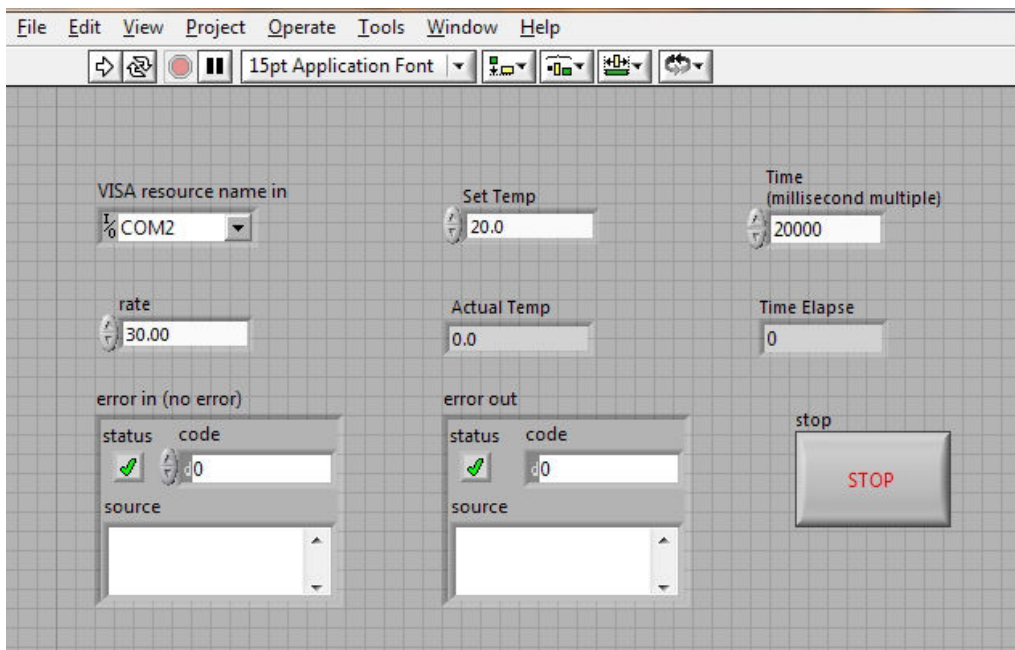 File Edit View Project Operate Tools Window Help
15pt Application Font
VISA resource name in
I/O COM2
Set Temp
20.0
Time
(millisecond multiple)
20000
rate
30.00
Actual Temp
0.0
Time Elapse
0
error in (no error)
status code
d0
source
error out
status code
d0
source
stop
STOP